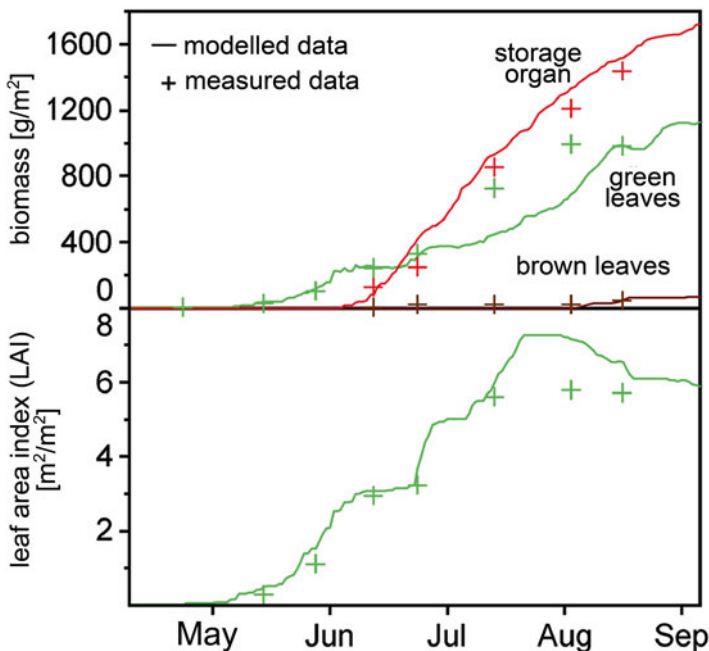 1600
1200
800
400
0
biomass [g/m²]
— modelled data
+ measured data
storage
organ
green
leaves
brown leaves
8
6
4
2
leaf area index (LAI)
[m²/m²]
May Jun Jul Aug Sep